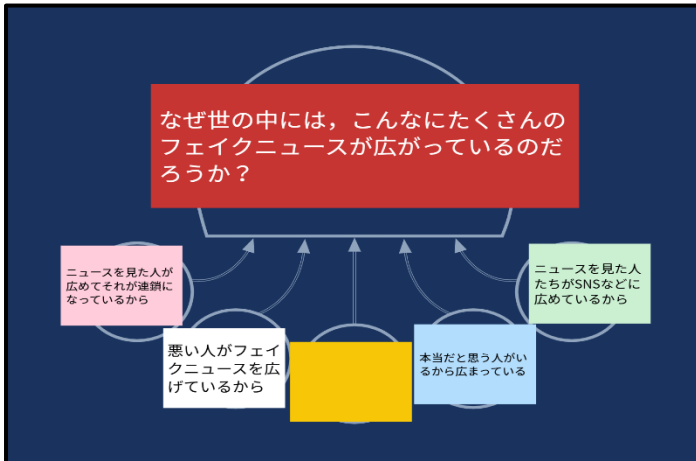 なぜ世の中には，こんなにたくさんの
フェイクニュースが広がっているのだ
ろうか？
ニュースを見た人が
広めてそれが連鎖に
なっているから
悪い人がフェイ
クニュースを広
げているから
本当だと思う人がい
るから広まっている
ニュースを見た人
たちがSNSなどに
広めているから